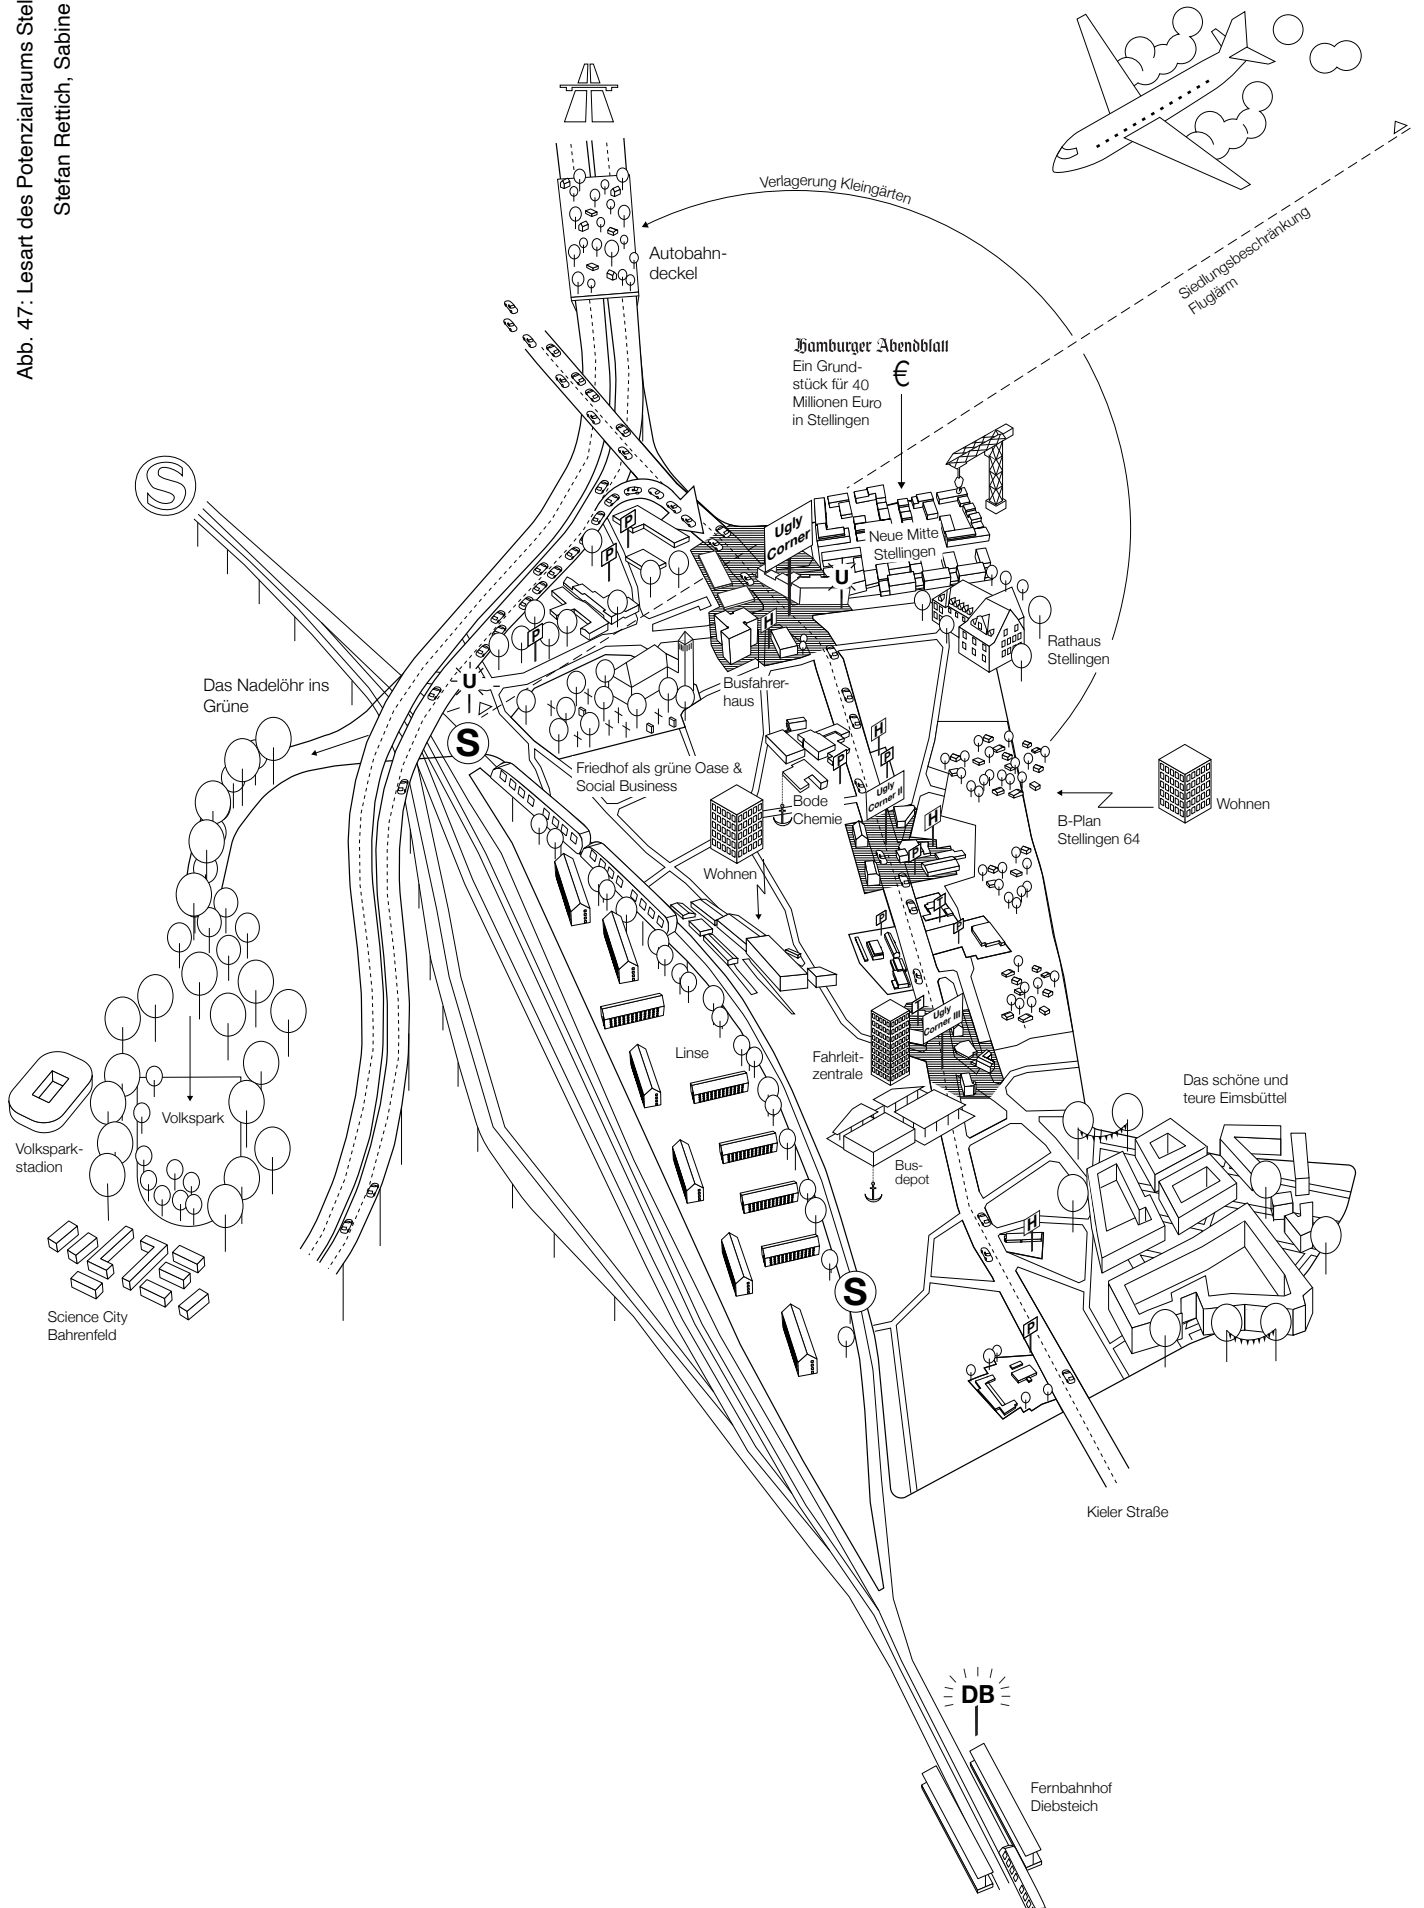 Abb. 47: Lesart des Potenzialraums
Stefan Rettich, Sabine
Verlagerung Kleingärten
Autobahn-
deckel
Siedlungsbeschränkung
Fluglärm
Hamburger Abendblatt
Ein Grund-
stück für 40
Millionen Euro
in Stellingen
€
S
P
P
Ugly
Corner
Neue Mitte
Stellingen
U
H
P
Rathaus
Stellingen
U
Busfahrer-
haus
Das Nadelöhr ins
Grüne
S
H
P
P
Friedhof als grüne Oase &
Social Business
Ugly
Corner II
Bode
Chemie
H
Wohnen
B-Plan
Stellingen 64
P
Wohnen
H
P
P
Ugly
Corner III
Linse
Fahrleit-
zentrale
Das schöne und
teure Eimsbüttel
Volkspark
Volkspark-
stadion
Bus-
depot
H
S
Science City
Bahrenfeld
P
Kieler Straße
DB
Fernbahnhof
Diebsteich